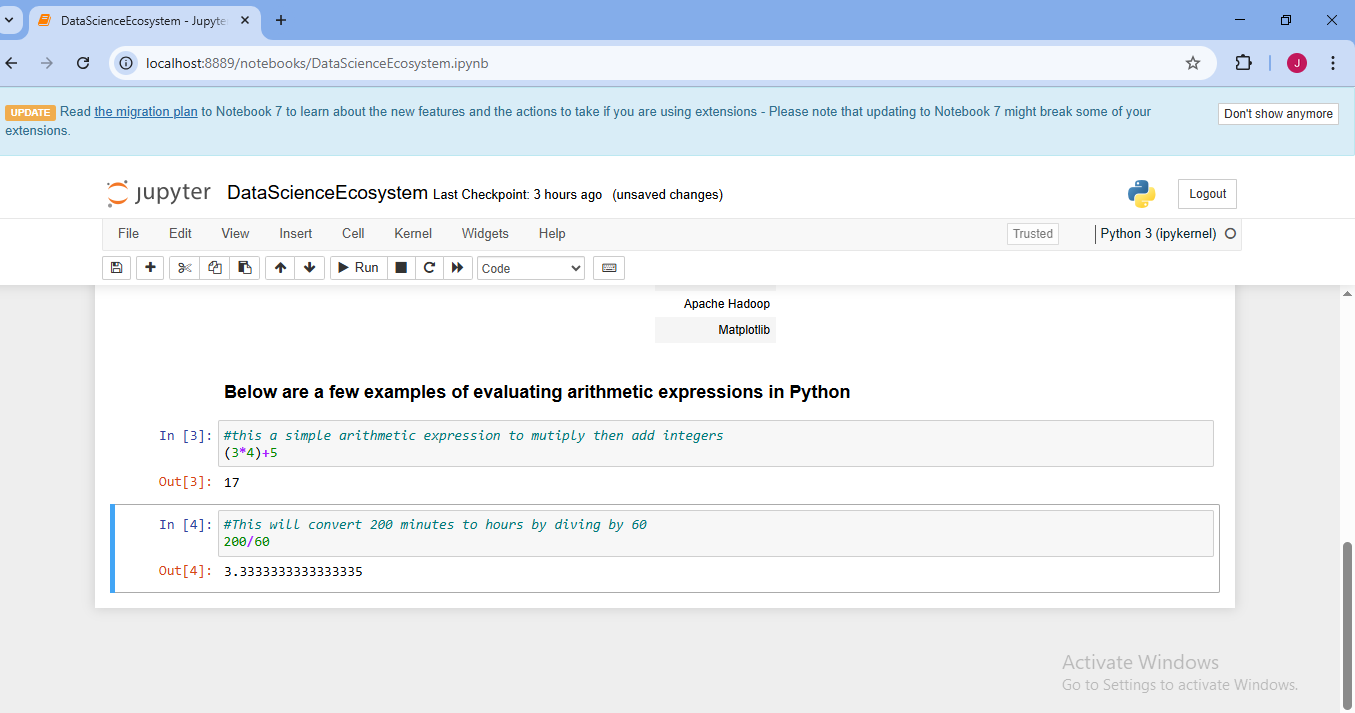 DataScienceEcosystem - Jupyte
localhost:8889/notebooks/DataScienceEcosystem.ipynb
J
UPDATE Read the migration plan to Notebook 7 to learn about the new features and the actions to take if you are using extensions - Please note that updating to Notebook 7 might break some of your
extensions.
Don't show anymore
jupyter DataScienceEcosystem Last Checkpoint: 3 hours ago (unsaved changes)
Logout
File Edit View Insert Cell Kernel Widgets Help
Trusted
Python 3 (ipykernel)
Run
Code
Apache Hadoop
Matplotlib
Below are a few examples of evaluating arithmetic expressions in Python
In [3]: #this a simple arithmetic expression to mutiply then add integers
(3*4)+5
Out[3]: 17
In [4]: #This will convert 200 minutes to hours by diving by 60
200/60
Out[4]: 3.3333333333333335
Activate Windows
Go to Settings to activate Windows.